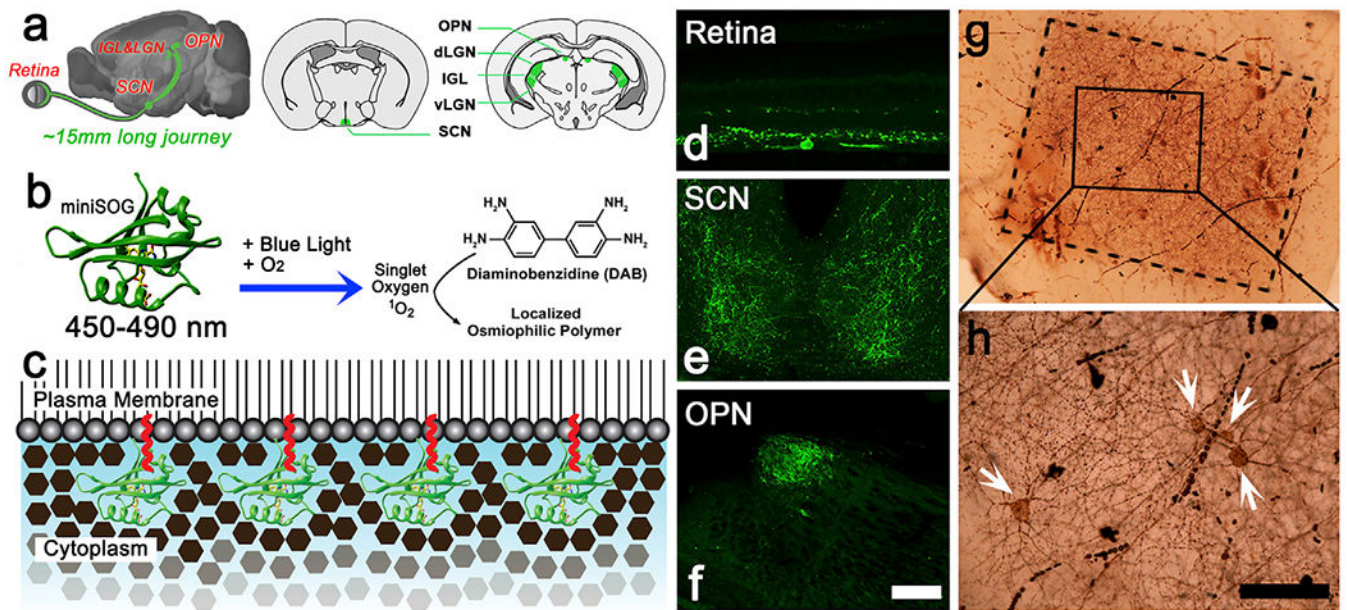 a
IGL&LGN
OPN
Retina
SCN
~15mm long journey
OPN
dLGN
IGL
vLGN
SCN
b
miniSOG
450-490 nm
+ Blue Light
+ O2
Singlet
Oxygen
¹O₂
H₂N
H₂N
NH₂
NH₂
Diaminobenzidine (DAB)
Localized
Osmiophilic Polymer
c
Plasma Membrane
Cytoplasm
Retina
d
SCN
e
OPN
f
g
h